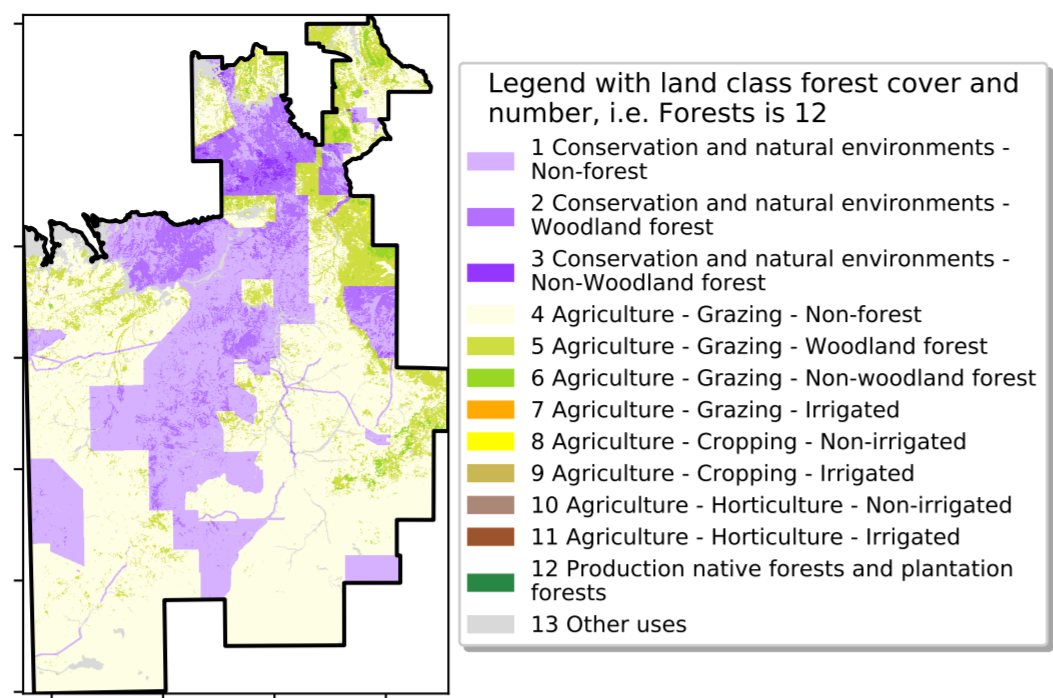 Legend with land class forest cover and
number, i.e. Forests is 12
1 Conservation and natural environments -
Non-forest
2 Conservation and natural environments -
Woodland forest
3 Conservation and natural environments -
Non-Woodland forest
4 Agriculture - Grazing - Non-forest
5 Agriculture - Grazing - Woodland forest
6 Agriculture - Grazing - Non-woodland forest
7 Agriculture - Grazing - Irrigated
8 Agriculture - Cropping - Non-irrigated
9 Agriculture - Cropping - Irrigated
10 Agriculture - Horticulture - Non-irrigated
11 Agriculture - Horticulture - Irrigated
12 Production native forests and plantation
forests
13 Other uses